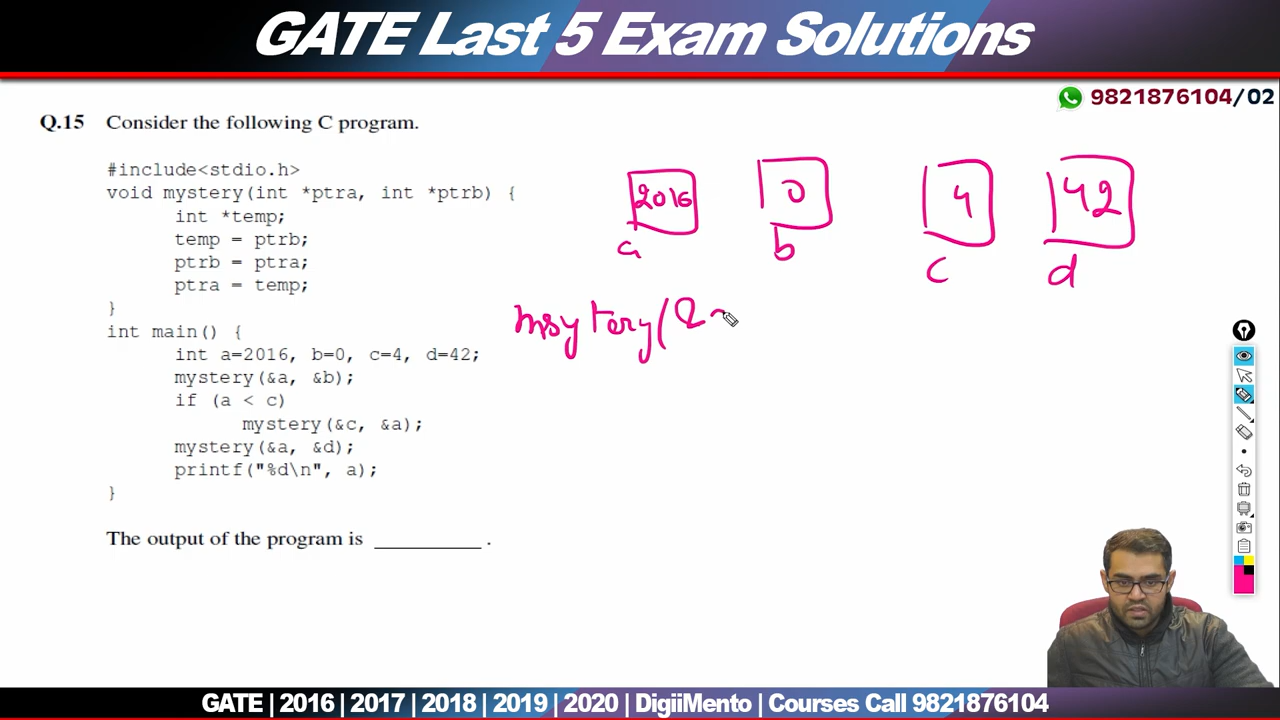 GATE Last 5 Exam Solutions
9821876104/02
Q.15 Consider the following C program.
#include<stdio.h>
void mystery(int *ptra, int *ptrb) {
int *temp;
temp = ptrb;
ptrb = ptra;
ptra = temp;
}
int main() {
int a=2016, b=0, c=4, d=42;
mystery(&a, &b);
if (a < c)
mystery(&c, &a);
mystery(&a, &d);
printf("%d\n", a);
}
The output of the program is __________ .
2016 0 4 42
a b c d
msytery(&
GATE | 2016 | 2017 | 2018 | 2019 | 2020 | DigiiMento | Courses Call 9821876104